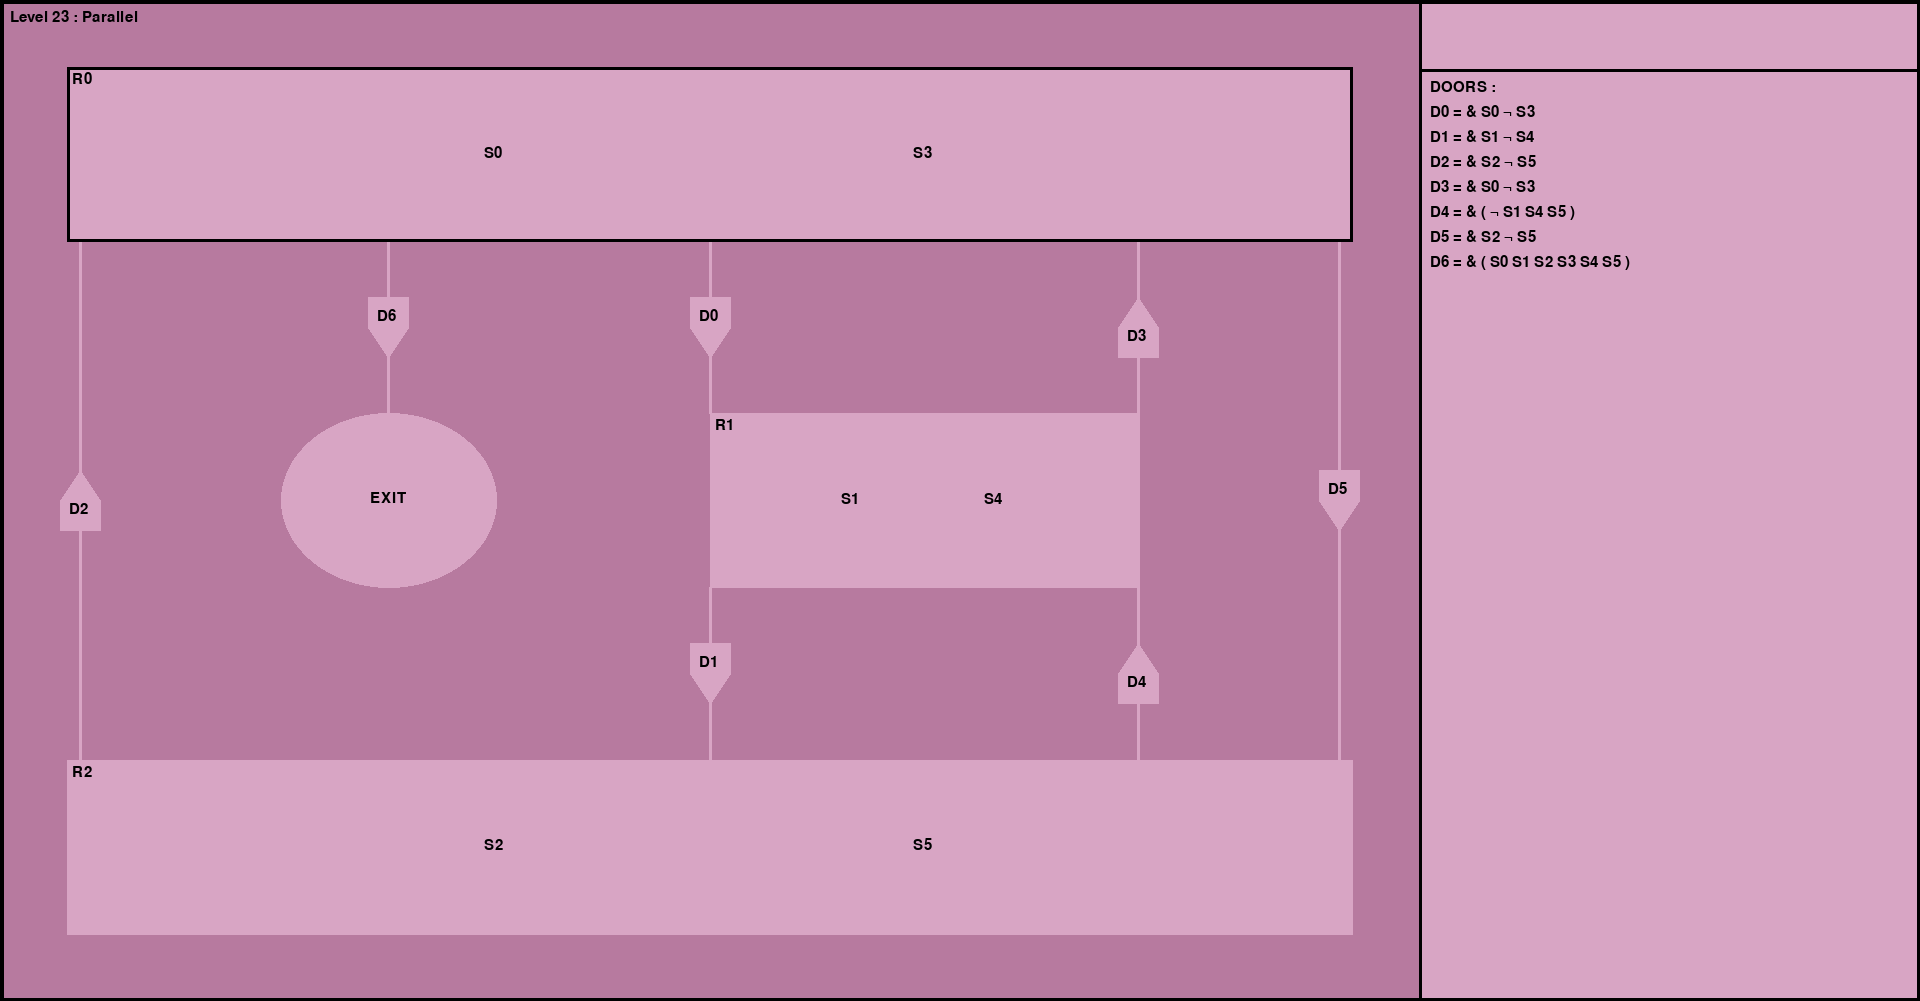 Level 23 : Parallel
R0
S0 S3
D6
D0
D3
D2
EXIT
R1
S1 S4
D5
D1
D4
R2
S2 S5
DOORS :
D0 = & S0 ¬ S3
D1 = & S1 ¬ S4
D2 = & S2 ¬ S5
D3 = & S0 ¬ S3
D4 = & ( ¬ S1 S4 S5 )
D5 = & S2 ¬ S5
D6 = & ( S0 S1 S2 S3 S4 S5 )